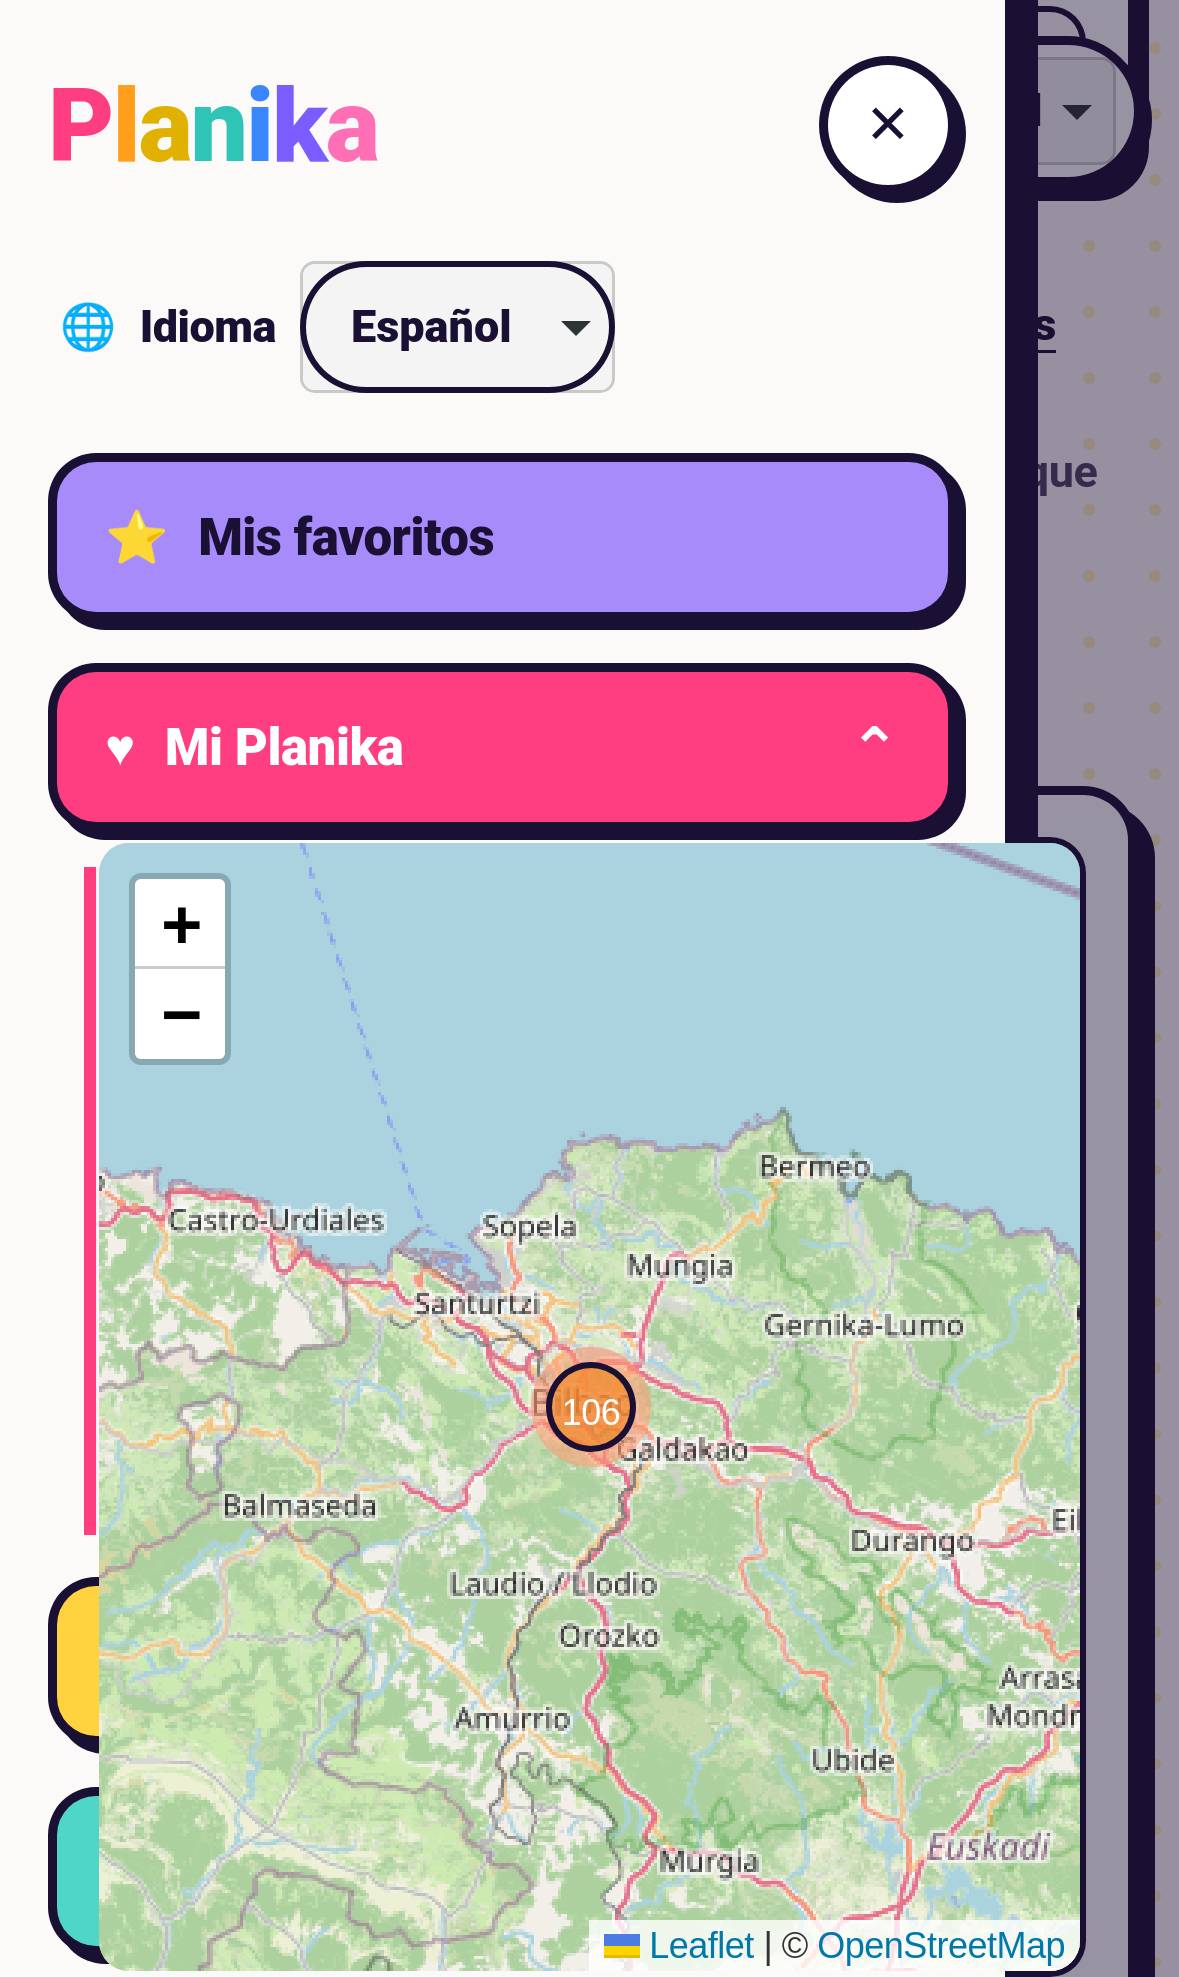 Planika
×
Idioma
Español
s
que
Mis favoritos
♥ Mi Planika
+
−
Bermeo
Castro-Urdiales
Sopela
Mungia
Santurtzi
Gernika-Lumo
106
Galdakao
Balmaseda
Durango
Laudio / Llodio
Orozko
Amurrio
Ubide
Euskadi
Murgia
Leaflet | © OpenStreetMap